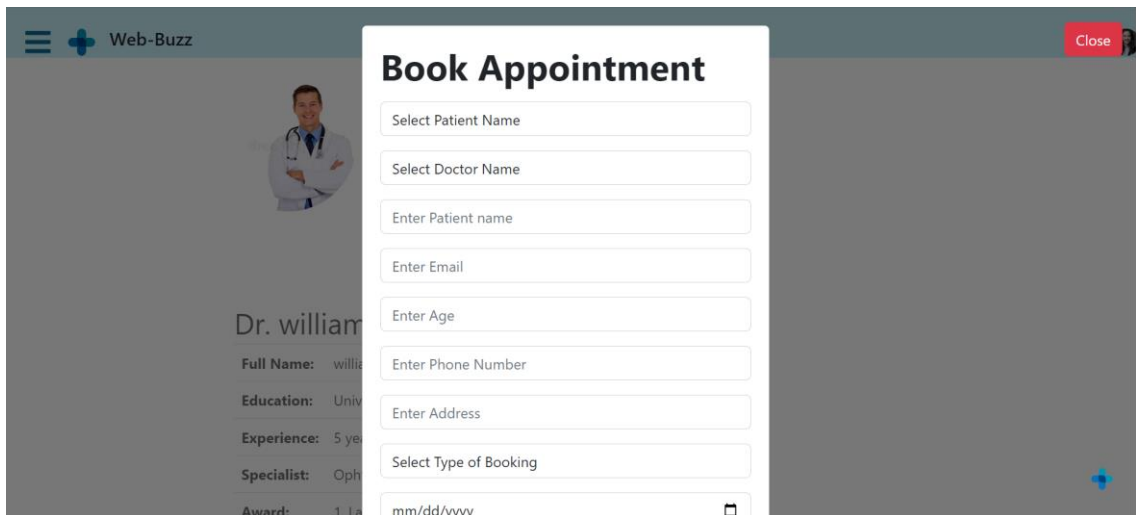 Web-Buzz
Close
Book Appointment
Select Patient Name
Select Doctor Name
Enter Patient name
Enter Email
Enter Age
Enter Phone Number
Enter Address
Select Type of Booking
mm/dd/yyyy
Dr. william
Full Name:
Education:
Experience: 5
Specialist:
Award: 1.